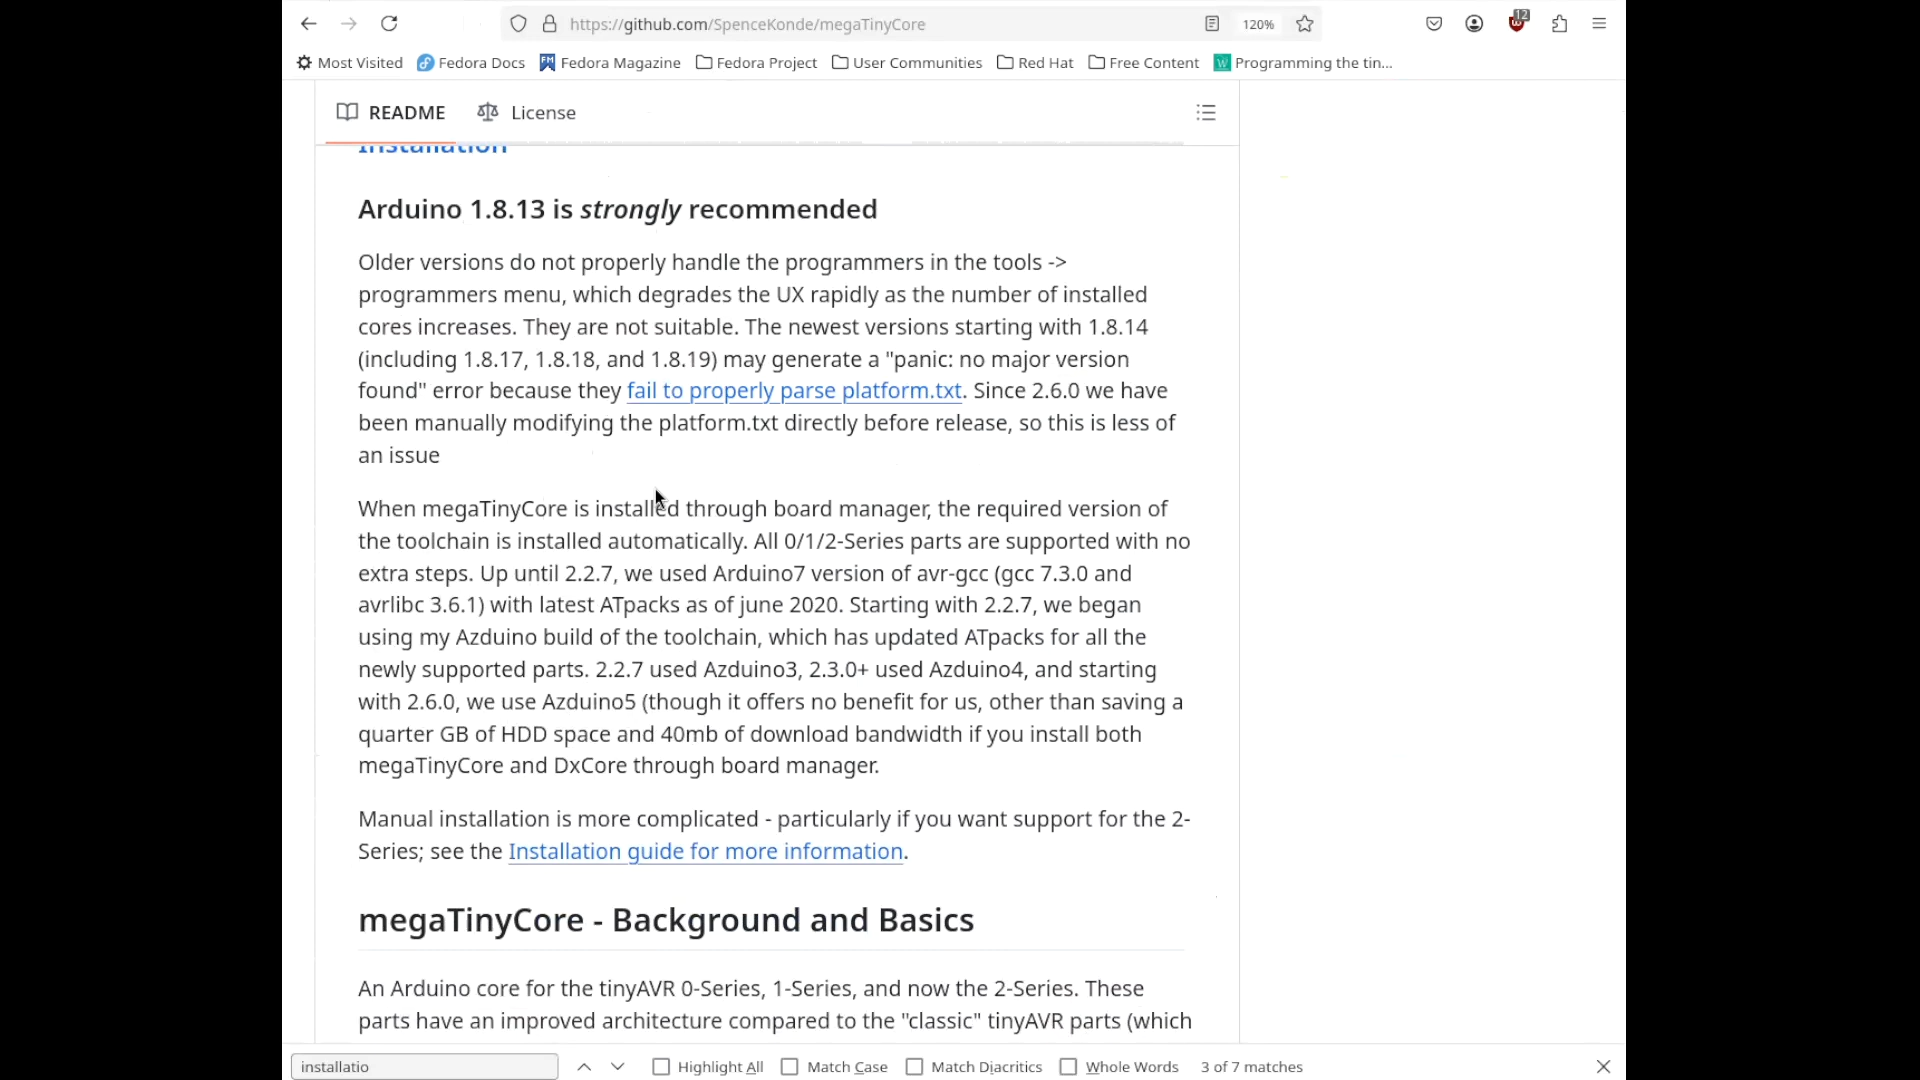 https://github.com/SpenceKonde/megaTinyCore
120%
12
Most Visited
Fedora Docs
Fedora Magazine
Fedora Project
User Communities
Red Hat
Free Content
Programming the tin...
README
License
Installation
Arduino 1.8.13 is strongly recommended
Older versions do not properly handle the programmers in the tools ->
programmers menu, which degrades the UX rapidly as the number of installed
cores increases. They are not suitable. The newest versions starting with 1.8.14
(including 1.8.17, 1.8.18, and 1.8.19) may generate a "panic: no major version
found" error because they fail to properly parse platform.txt. Since 2.6.0 we have
been manually modifying the platform.txt directly before release, so this is less of
an issue
When megaTinyCore is installed through board manager, the required version of
the toolchain is installed automatically. All 0/1/2-Series parts are supported with no
extra steps. Up until 2.2.7, we used Arduino7 version of avr-gcc (gcc 7.3.0 and
avrlibc 3.6.1) with latest ATpacks as of june 2020. Starting with 2.2.7, we began
using my Azduino build of the toolchain, which has updated ATpacks for all the
newly supported parts. 2.2.7 used Azduino3, 2.3.0+ used Azduino4, and starting
with 2.6.0, we use Azduino5 (though it offers no benefit for us, other than saving a
quarter GB of HDD space and 40mb of download bandwidth if you install both
megaTinyCore and DxCore through board manager.
Manual installation is more complicated - particularly if you want support for the 2-
Series; see the Installation guide for more information.
megaTinyCore - Background and Basics
An Arduino core for the tinyAVR 0-Series, 1-Series, and now the 2-Series. These
parts have an improved architecture compared to the "classic" tinyAVR parts (which
installatio
Highlight All
Match Case
Match Diacritics
Whole Words
3 of 7 matches